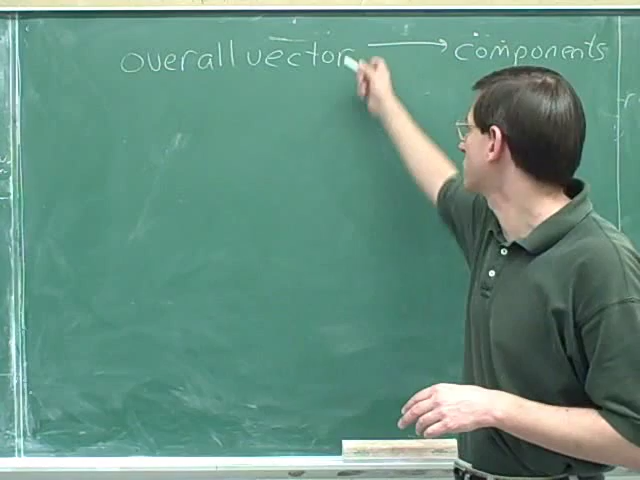 overall vector → components